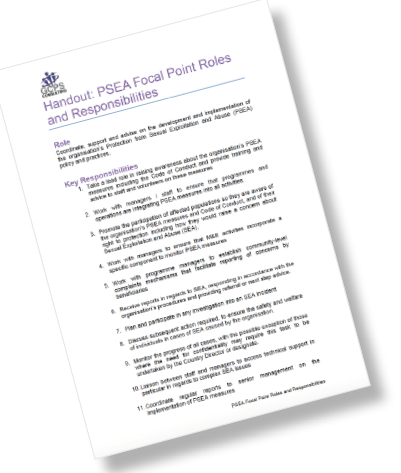 GCPS
CONSULTING
Handout: PSEA Focal Point Roles
and Responsibilities
Role
Coordinate, support and advise on the development and implementation of
the organisation's Protection from Sexual Exploitation and Abuse (PSEA)
policy and practices.
Key Responsibilities
1. Take a lead role in raising awareness about the organisation's PSEA
measures including the Code of Conduct and provide training and
advice to staff and volunteers on these measures
2. Work with managers / staff to ensure that programmes and
operations are integrating PSEA measures into all activities.
3. Promote the participation of affected populations so they are aware of
the organisation's PSEA measures and Code of Conduct, and of their
right to protection including how they would raise a concern about
Sexual Exploitation and Abuse (SEA).
4. Work with managers to ensure that M&E activities incorporate a
specific component to monitor PSEA measures
5. Work with programme managers to establish community-level
complaints mechanisms that facilitate reporting of concerns by
beneficiaries
6. Receive reports in regards to SEA, responding in accordance with the
organisation's procedures and providing referral or next step advice.
7. Plan and participate in any investigation into an SEA incident
8. Discuss subsequent action required, to ensure the safety and welfare
of individuals in cases of SEA caused by the organisation.
9. Monitor the progress of all cases, with the possible exception of those
where the need for confidentiality may require this task to be
undertaken by the Country Director or designate.
10. Liaison between staff and managers to access technical support in
particular in regards to complex SEA issues
11. Coordinate regular reports to senior management on the
implementation of PSEA measures
PSEA Focal Point Roles and Responsibilities